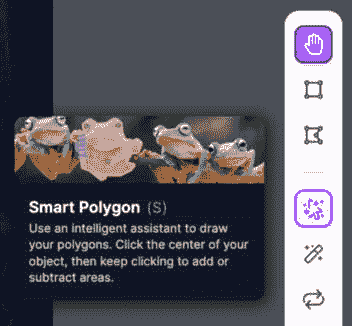 Smart Polygon (S)
Use an intelligent assistant to draw
your polygons. Click the center of your
object, then keep clicking to add or
subtract areas.